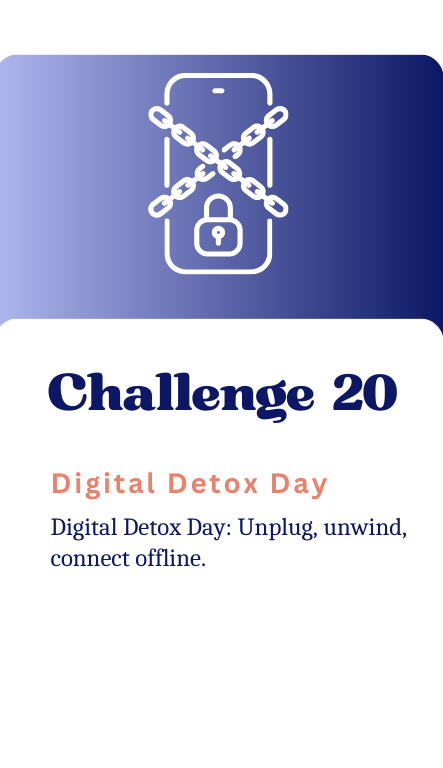 Challenge 20
Digital Detox Day
Digital Detox Day: Unplug, unwind,
connect offline.